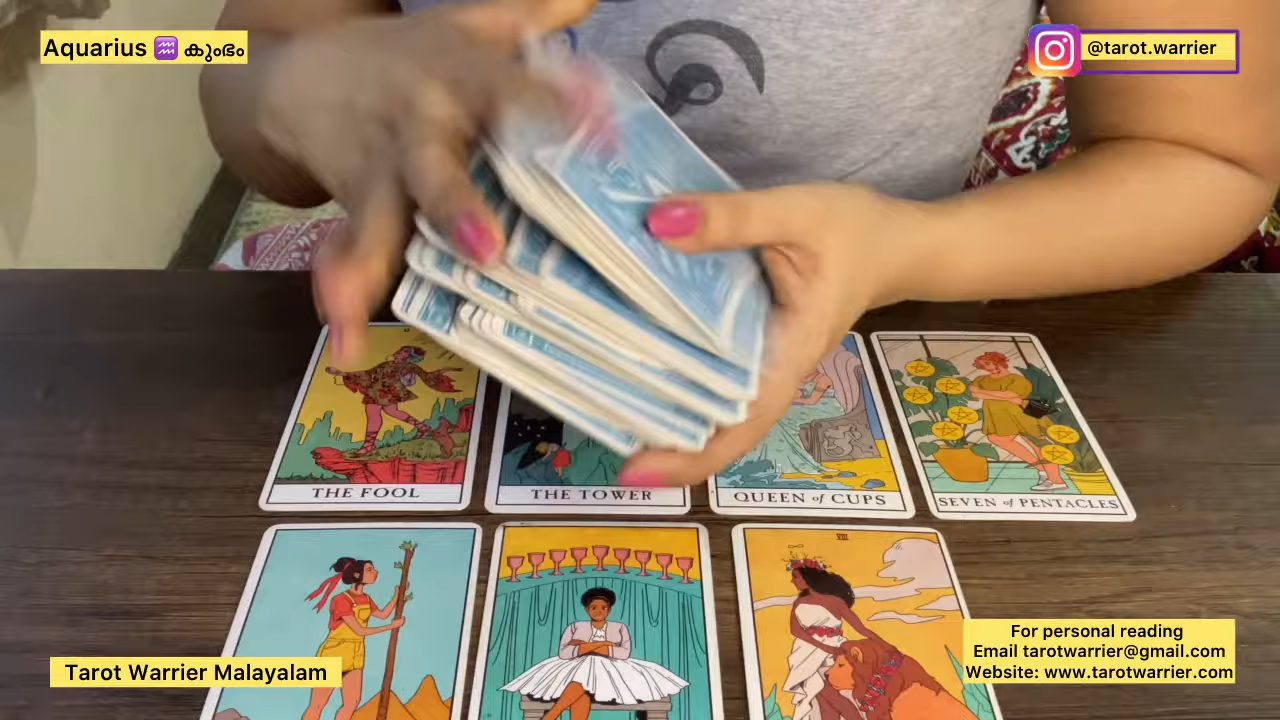 Aquarius ♒ കുംഭം
@tarot.warrier
THE FOOL
THE TOWER
QUEEN of CUPS
SEVEN of PENTACLES
VIII
For personal reading
Email tarotwarrier@gmail.com
Website: www.tarotwarrier.com
Tarot Warrier Malayalam